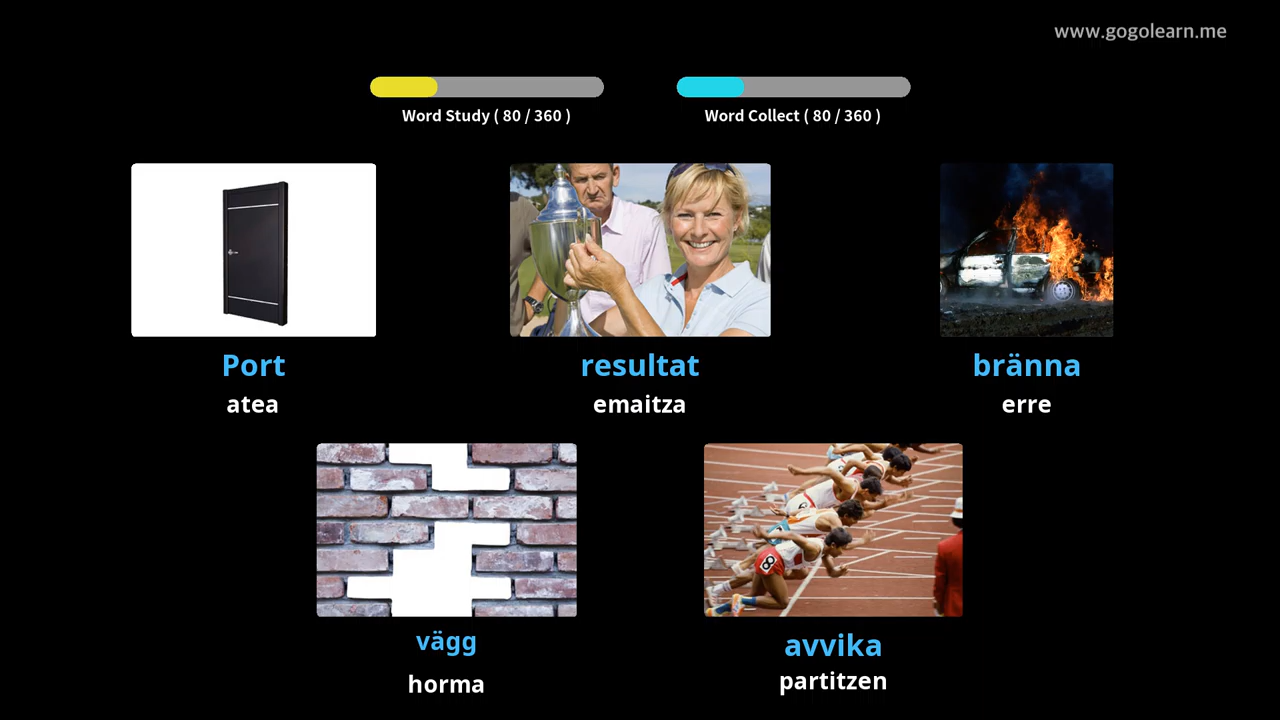 www.gogolearn.me
Word Study ( 80 / 360 )
Word Collect ( 80 / 360 )
Port
atea
resultat
emaitza
bränna
erre
vägg
horma
avvika
partitzen